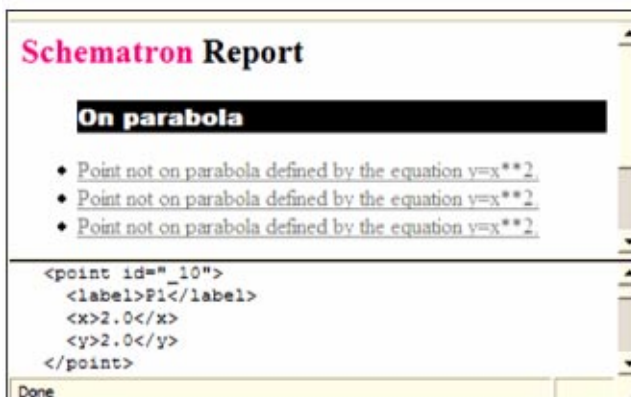 Schematron Report
On parabola
Point not on parabola defined by the equation y=x**2.
Point not on parabola defined by the equation y=x**2.
Point not on parabola defined by the equation y=x**2.
<point id="_10">
<label>P1</label>
<x>2.0</x>
<y>2.0</y>
</point>
Done